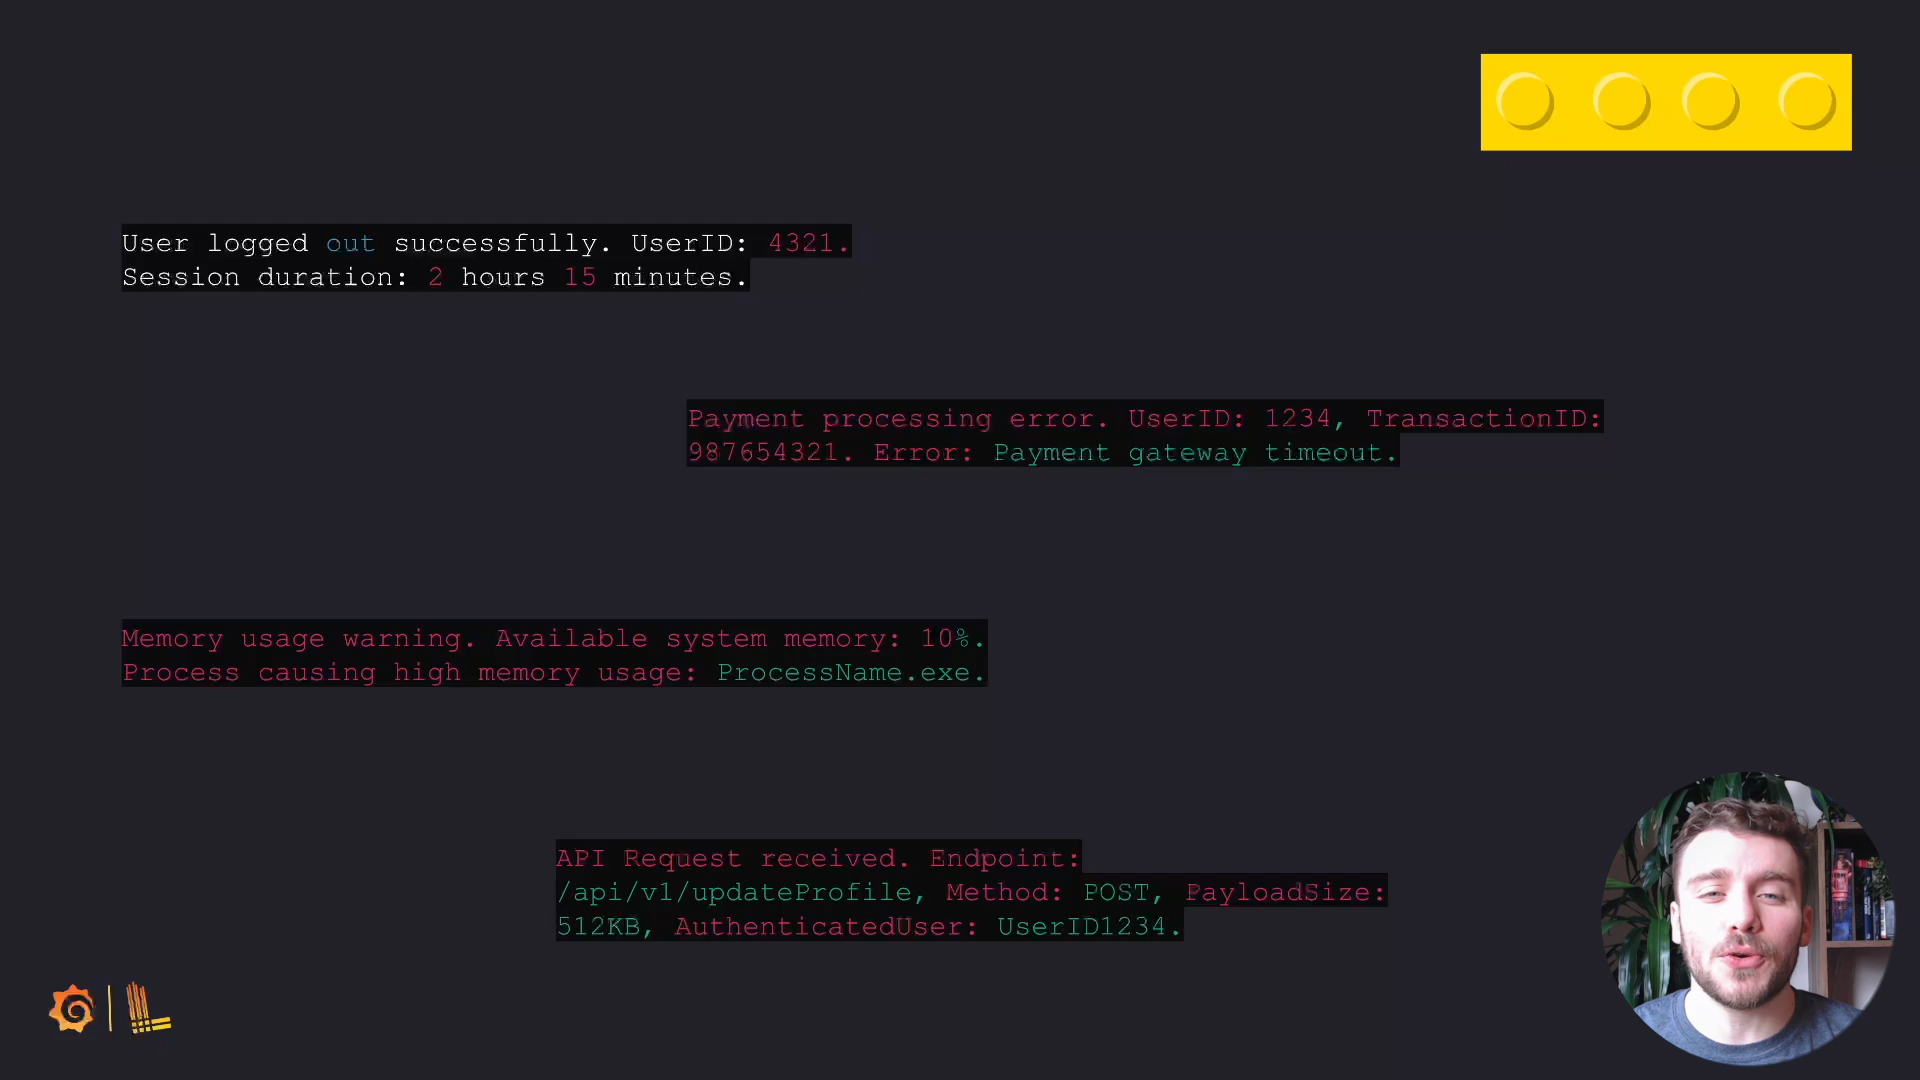 User logged out successfully. UserID: 4321.
Session duration: 2 hours 15 minutes.
Payment processing error. UserID: 1234, TransactionID:
987654321. Error: Payment gateway timeout.
Memory usage warning. Available system memory: 10%.
Process causing high memory usage: ProcessName.exe.
API Request received. Endpoint:
/api/v1/updateProfile, Method: POST, PayloadSize:
512KB, AuthenticatedUser: UserID1234.